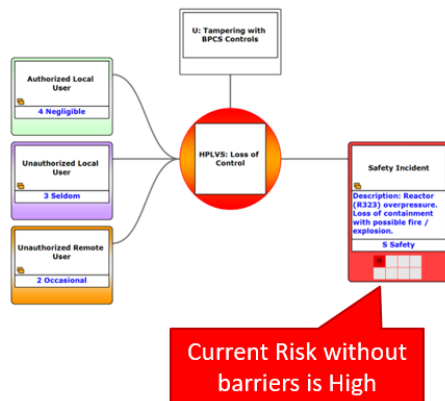 U: Tampering with
BPCS Controls
Authorized Local
User
4 Negligible
HPLVS: Loss of
Control
Unauthorized Local
User
3 Seldom
Safety Incident
Description: Reactor
(R323) overpressure.
Loss of containment
with possible fire /
explosion.
S Safety
Unauthorized Remote
User
2 Occasional
Current Risk without
barriers is High